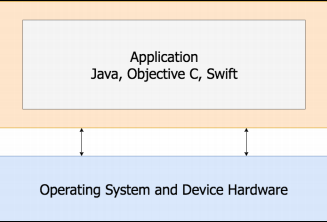 Application
Java, Objective C, Swift
Operating System and Device Hardware